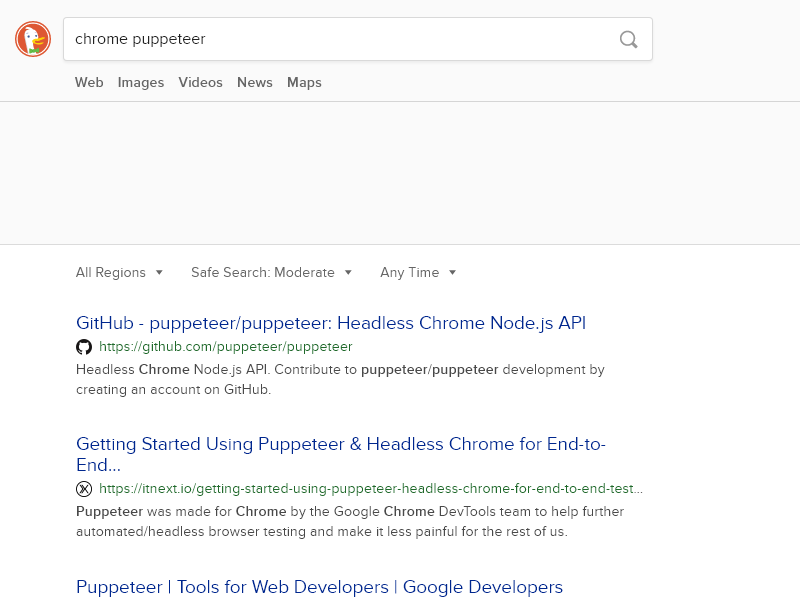 chrome puppeteer
Web Images Videos News Maps
All Regions Safe Search: Moderate Any Time
GitHub - puppeteer/puppeteer: Headless Chrome Node.js API
https://github.com/puppeteer/puppeteer
Headless Chrome Node.js API. Contribute to puppeteer/puppeteer development by
creating an account on GitHub.
Getting Started Using Puppeteer & Headless Chrome for End-to-
End...
https://itnext.io/getting-started-using-puppeteer-headless-chrome-for-end-to-end-test...
Puppeteer was made for Chrome by the Google Chrome DevTools team to help further
automated/headless browser testing and make it less painful for the rest of us.
Puppeteer | Tools for Web Developers | Google Developers